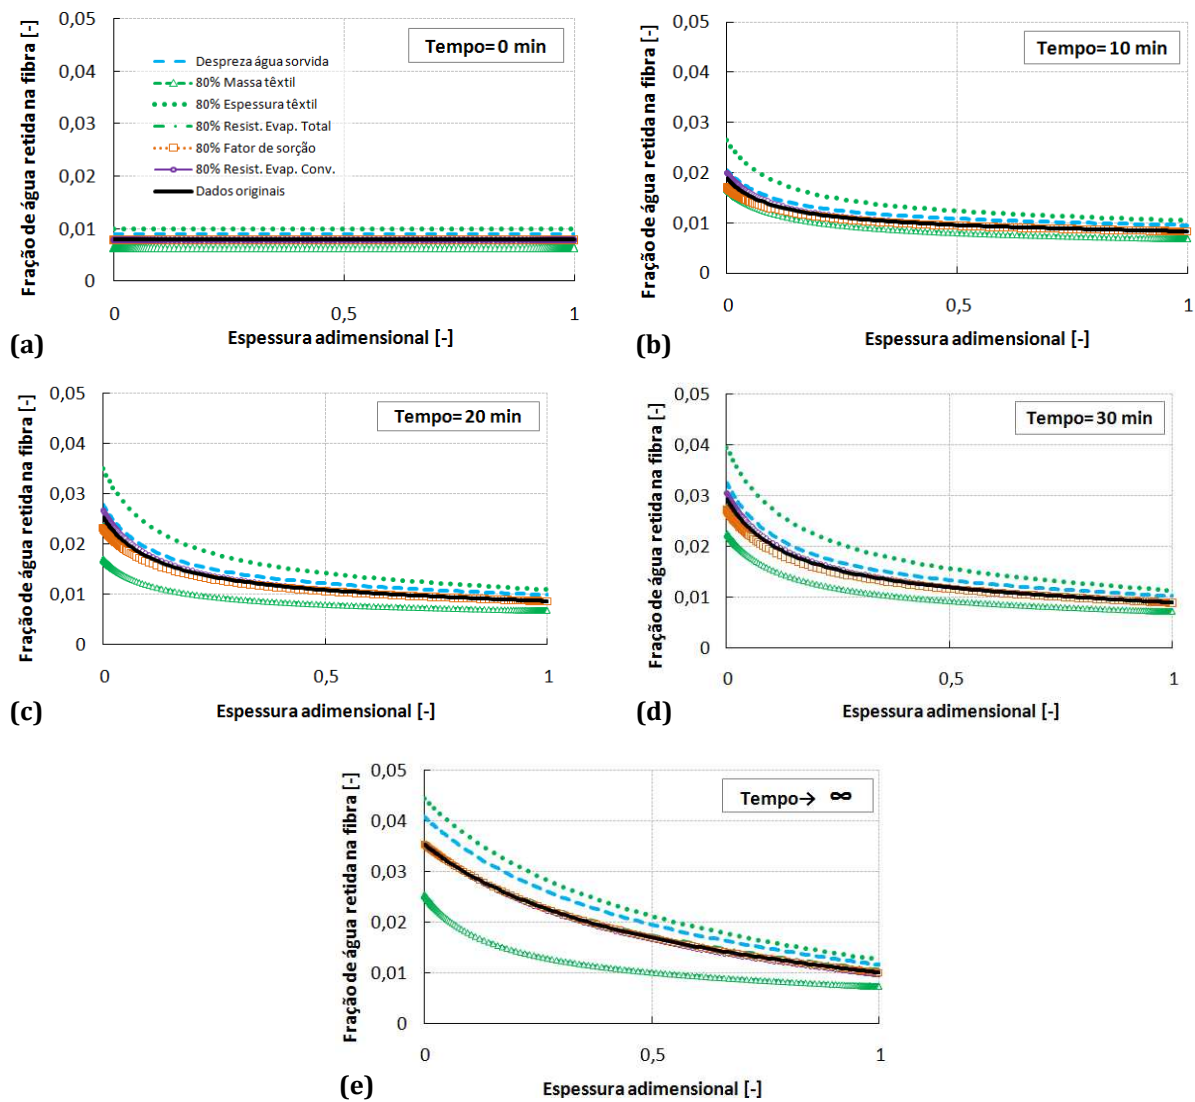 Fração de água retida na fibra [-]
0,05
0,04
0,03
0,02
0,01
0
Tempo= 0 min
Despreza água sorvida
80% Massa têxtil
80% Espessura têxtil
80% Resist. Evap. Total
80% Fator de sorção
80% Resist. Evap. Conv.
Dados originais
0
0,5
1
Espessura adimensional [-]
(a)
Fração de água retida na fibra [-]
0,05
0,04
0,03
0,02
0,01
0
Tempo= 10 min
0
0,5
1
Espessura adimensional [-]
(b)
Fração de água retida na fibra [-]
0,05
0,04
0,03
0,02
0,01
0
Tempo= 20 min
0
0,5
1
Espessura adimensional [-]
(c)
Fração de água retida na fibra [-]
0,05
0,04
0,03
0,02
0,01
0
Tempo= 30 min
0
0,5
1
Espessura adimensional [-]
(d)
Fração de água retida na fibra [-]
0,05
0,04
0,03
0,02
0,01
0
Tempo→ ∞
0
0,5
1
Espessura adimensional [-]
(e)